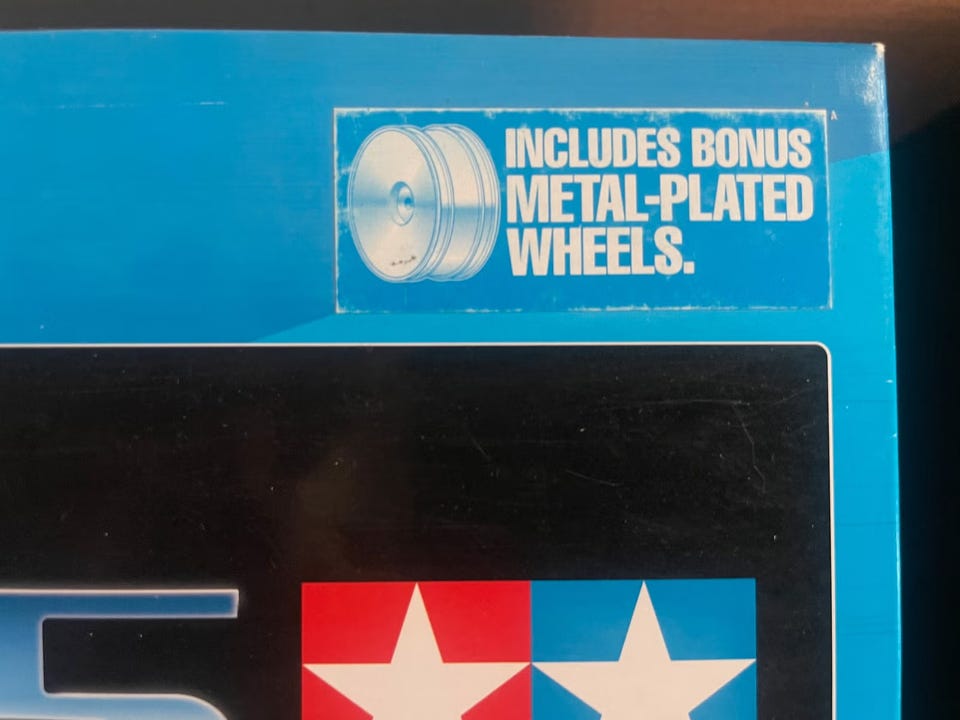 INCLUDES BONUS
METAL-PLATED
WHEELS.
A